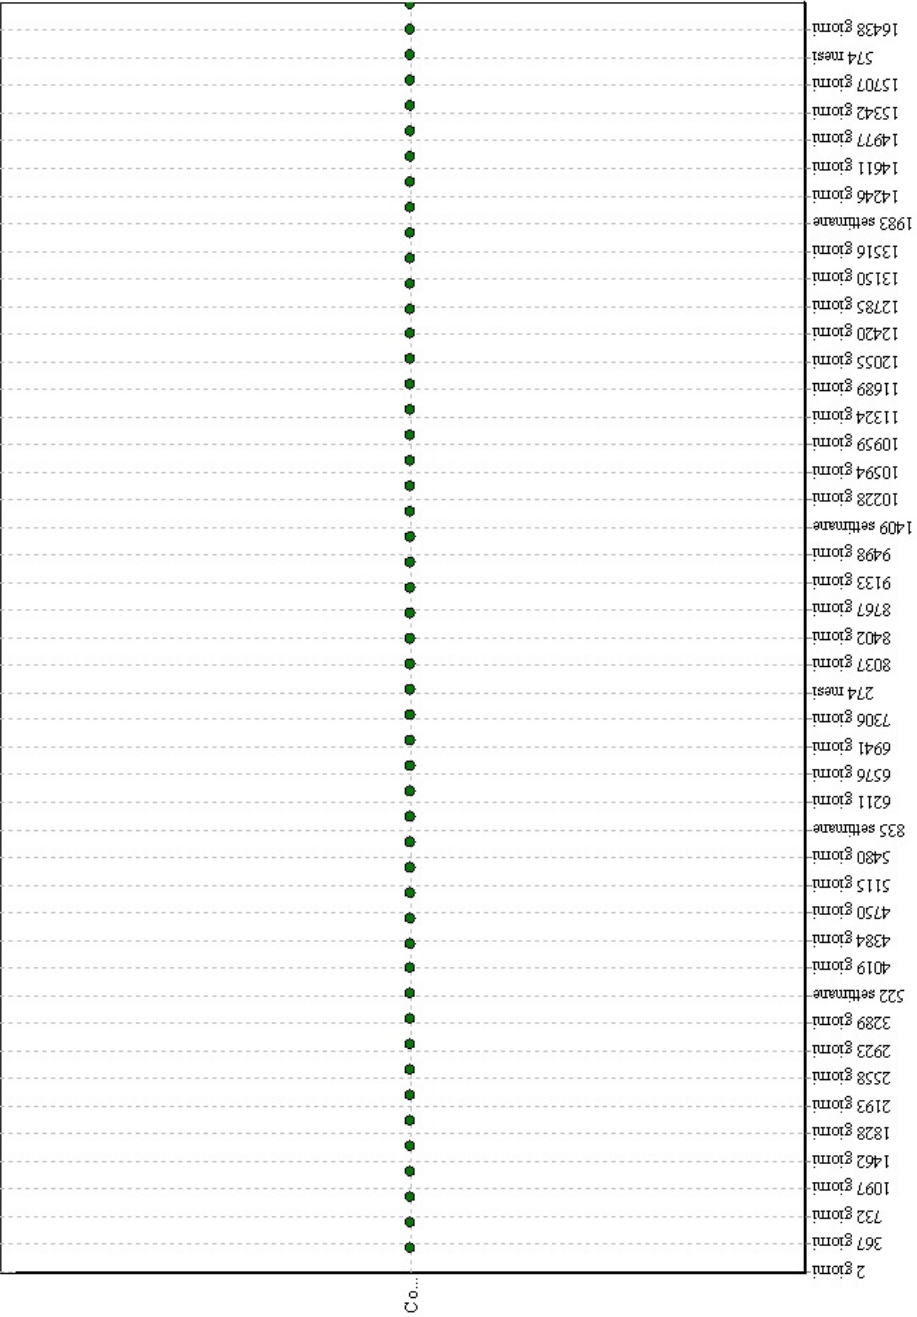 16438 giorni
574 mesi
15707 giorni
15342 giorni
14977 giorni
14611 giorni
14246 giorni
1983 settimane
13516 giorni
13150 giorni
12785 giorni
12420 giorni
12055 giorni
11689 giorni
11324 giorni
10959 giorni
10594 giorni
10228 giorni
1409 settimane
9498 giorni
9133 giorni
8767 giorni
8402 giorni
8037 giorni
274 mesi
7306 giorni
6941 giorni
6576 giorni
6211 giorni
835 settimane
5480 giorni
5115 giorni
4750 giorni
4384 giorni
4019 giorni
522 settimane
3289 giorni
2923 giorni
2558 giorni
2193 giorni
1828 giorni
1462 giorni
1097 giorni
732 giorni
367 giorni
2 giorni
Co...